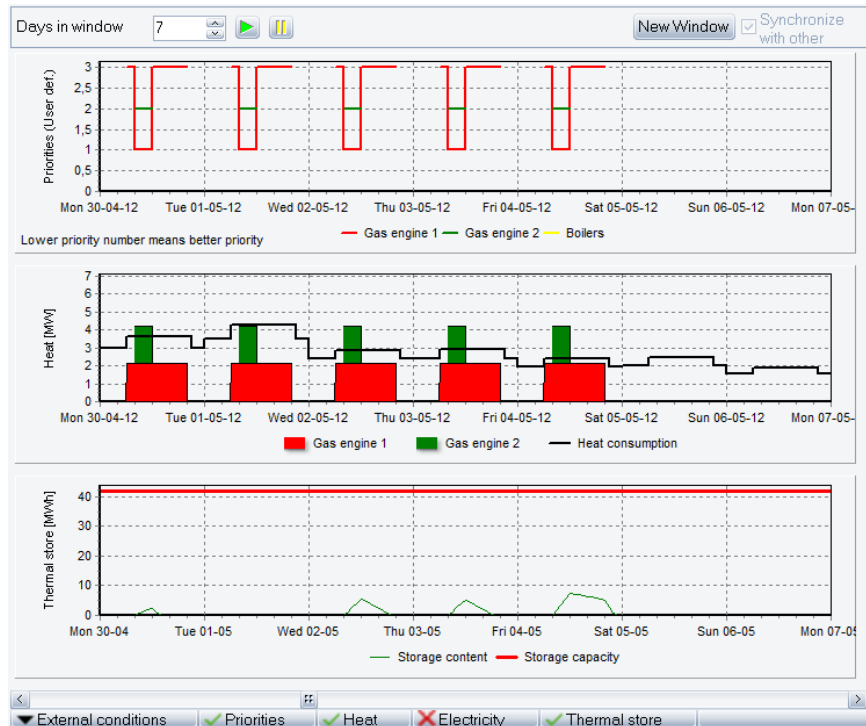 Days in window 7 New Window Synchronize
with other
Priorities (User def.)
3
2,5
2
1,5
1
0,5
0
Mon 30-04-12 Tue 01-05-12 Wed 02-05-12 Thu 03-05-12 Fri 04-05-12 Sat 05-05-12 Sun 06-05-12 Mon 07-05-
Gas engine 1 Gas engine 2 Boilers
Lower priority number means better priority
Heat [MW]
7
6
5
4
3
2
1
0
Mon 30-04-12 Tue 01-05-12 Wed 02-05-12 Thu 03-05-12 Fri 04-05-12 Sat 05-05-12 Sun 06-05-12 Mon 07-05-
Gas engine 1 Gas engine 2 Heat consumption
Thermal store [MWh]
40
30
20
10
0
Mon 30-04 Tue 01-05 Wed 02-05 Thu 03-05 Fri 04-05 Sat 05-05 Sun 06-05 Mon 07-05
Storage content Storage capacity
External conditions Priorities Heat Electricity Thermal store